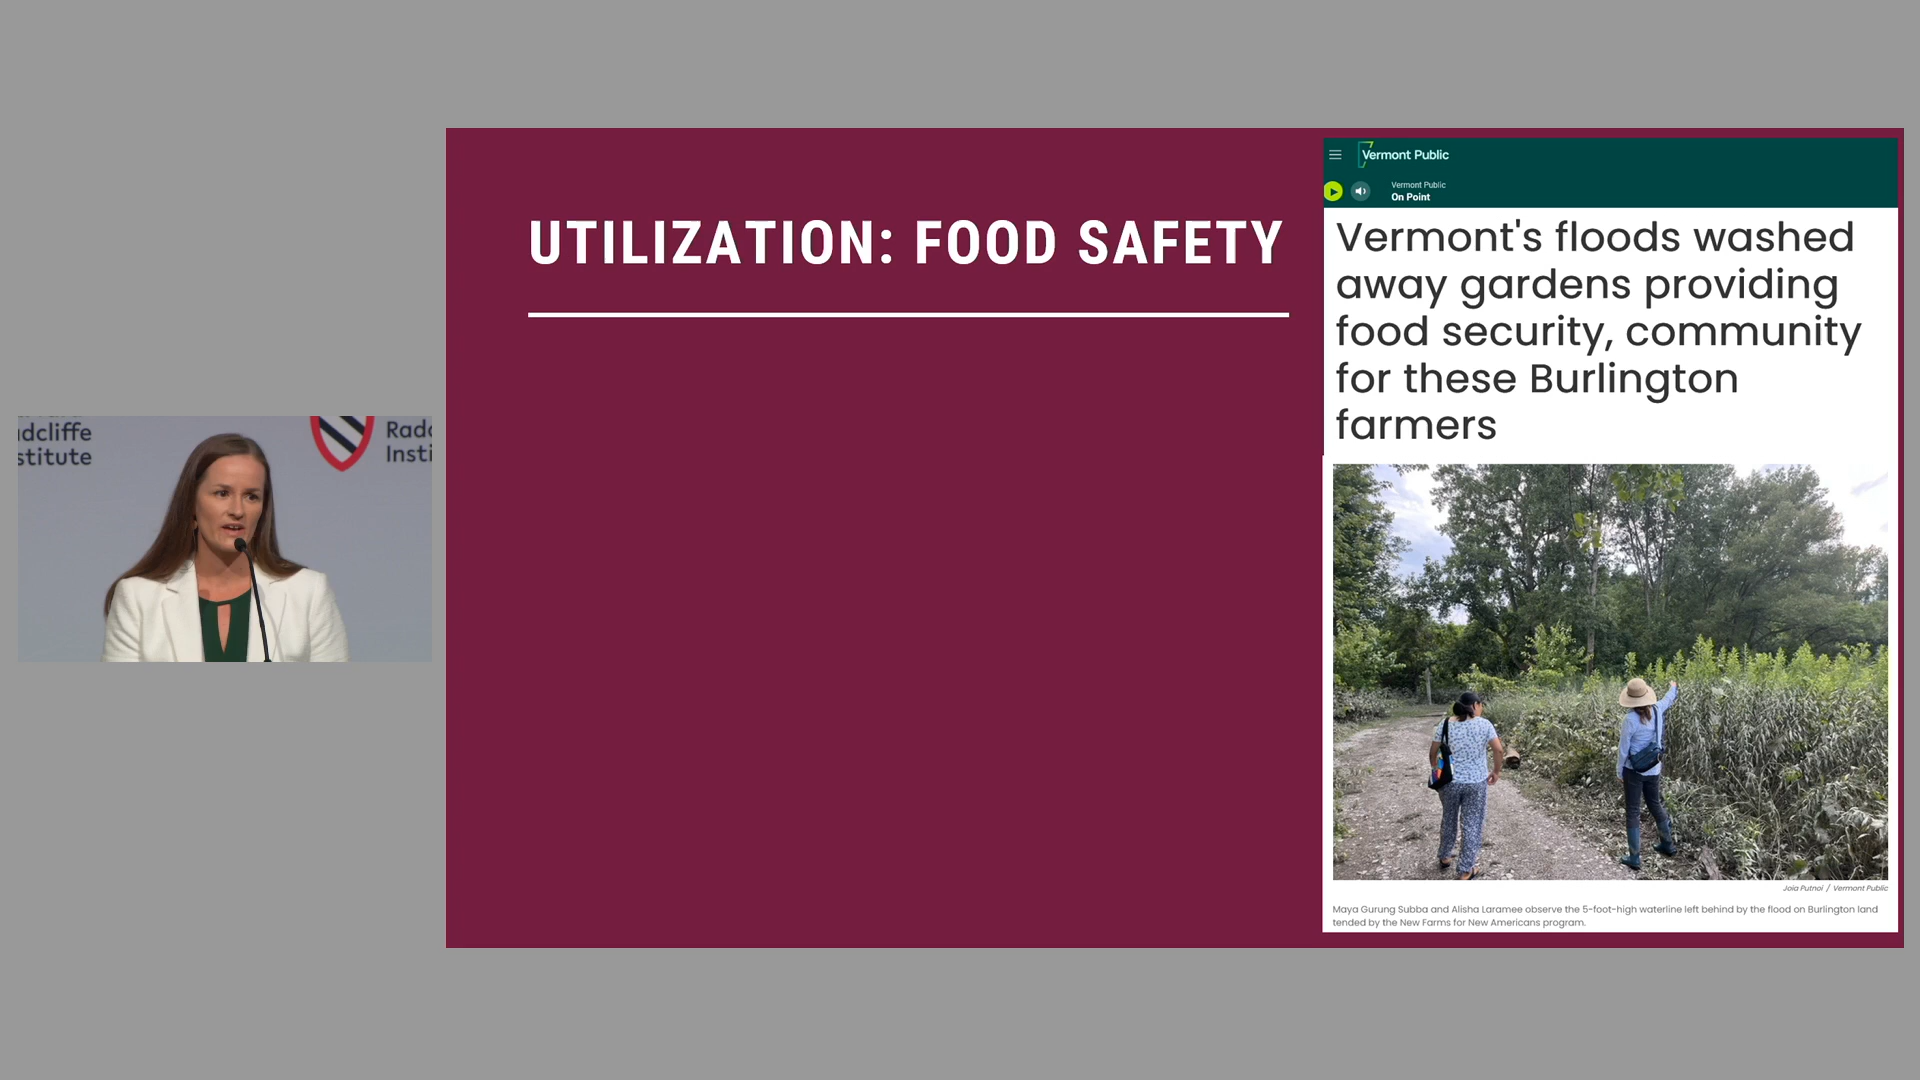 dcliffe
stitute
Insti
UTILIZATION: FOOD SAFETY
Vermont Public
Vermont Public
On Point
Vermont's floods washed
away gardens providing
food security, community
for these Burlington
farmers
Joia Putnoi / Vermont Public
Maya Gurung Subba and Alisha Laramee observe the 5-foot-high waterline left behind by the flood on Burlington land
tended by the New Farms for New Americans program.